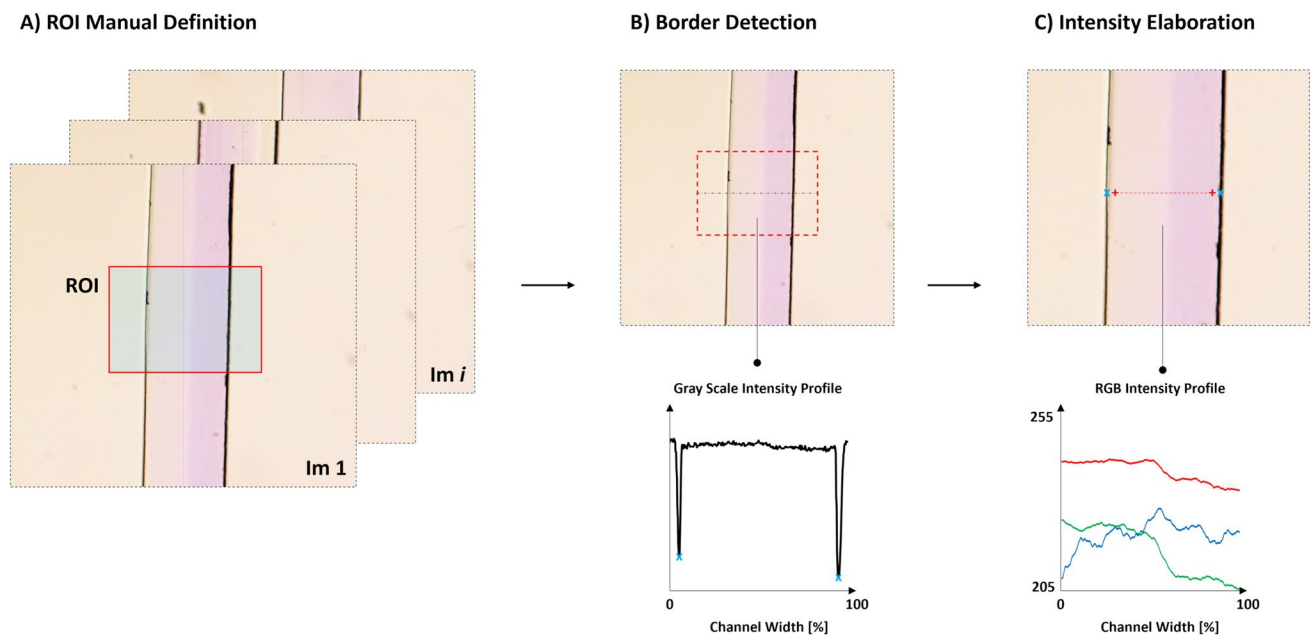 A) ROI Manual Definition
B) Border Detection
C) Intensity Elaboration
ROI
Im i
Im 1
Gray Scale Intensity Profile
0
100
Channel Width [%]
RGB Intensity Profile
255
205
0
100
Channel Width [%]